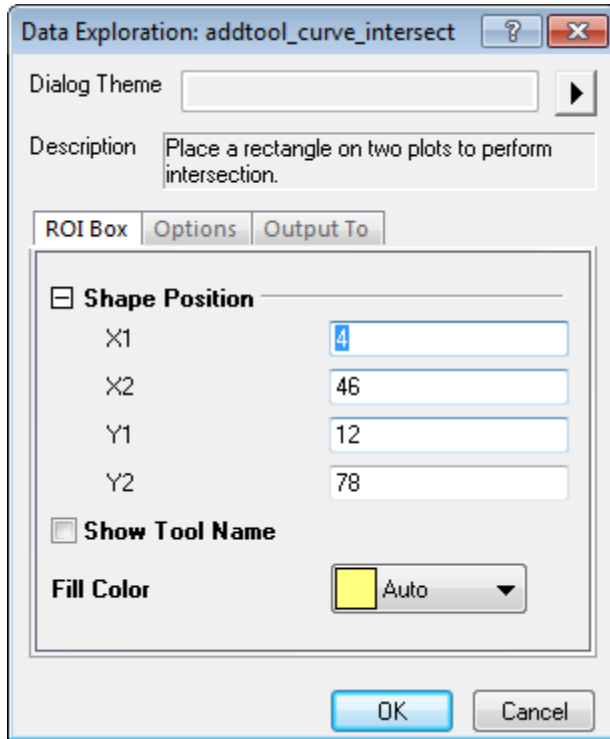 Data Exploration: addtool_curve_intersect ?
Dialog Theme
Description Place a rectangle on two plots to perform
intersection.
ROI Box Options Output To
Shape Position
X1 4
X2 46
Y1 12
Y2 78
Show Tool Name
Fill Color Auto
OK Cancel